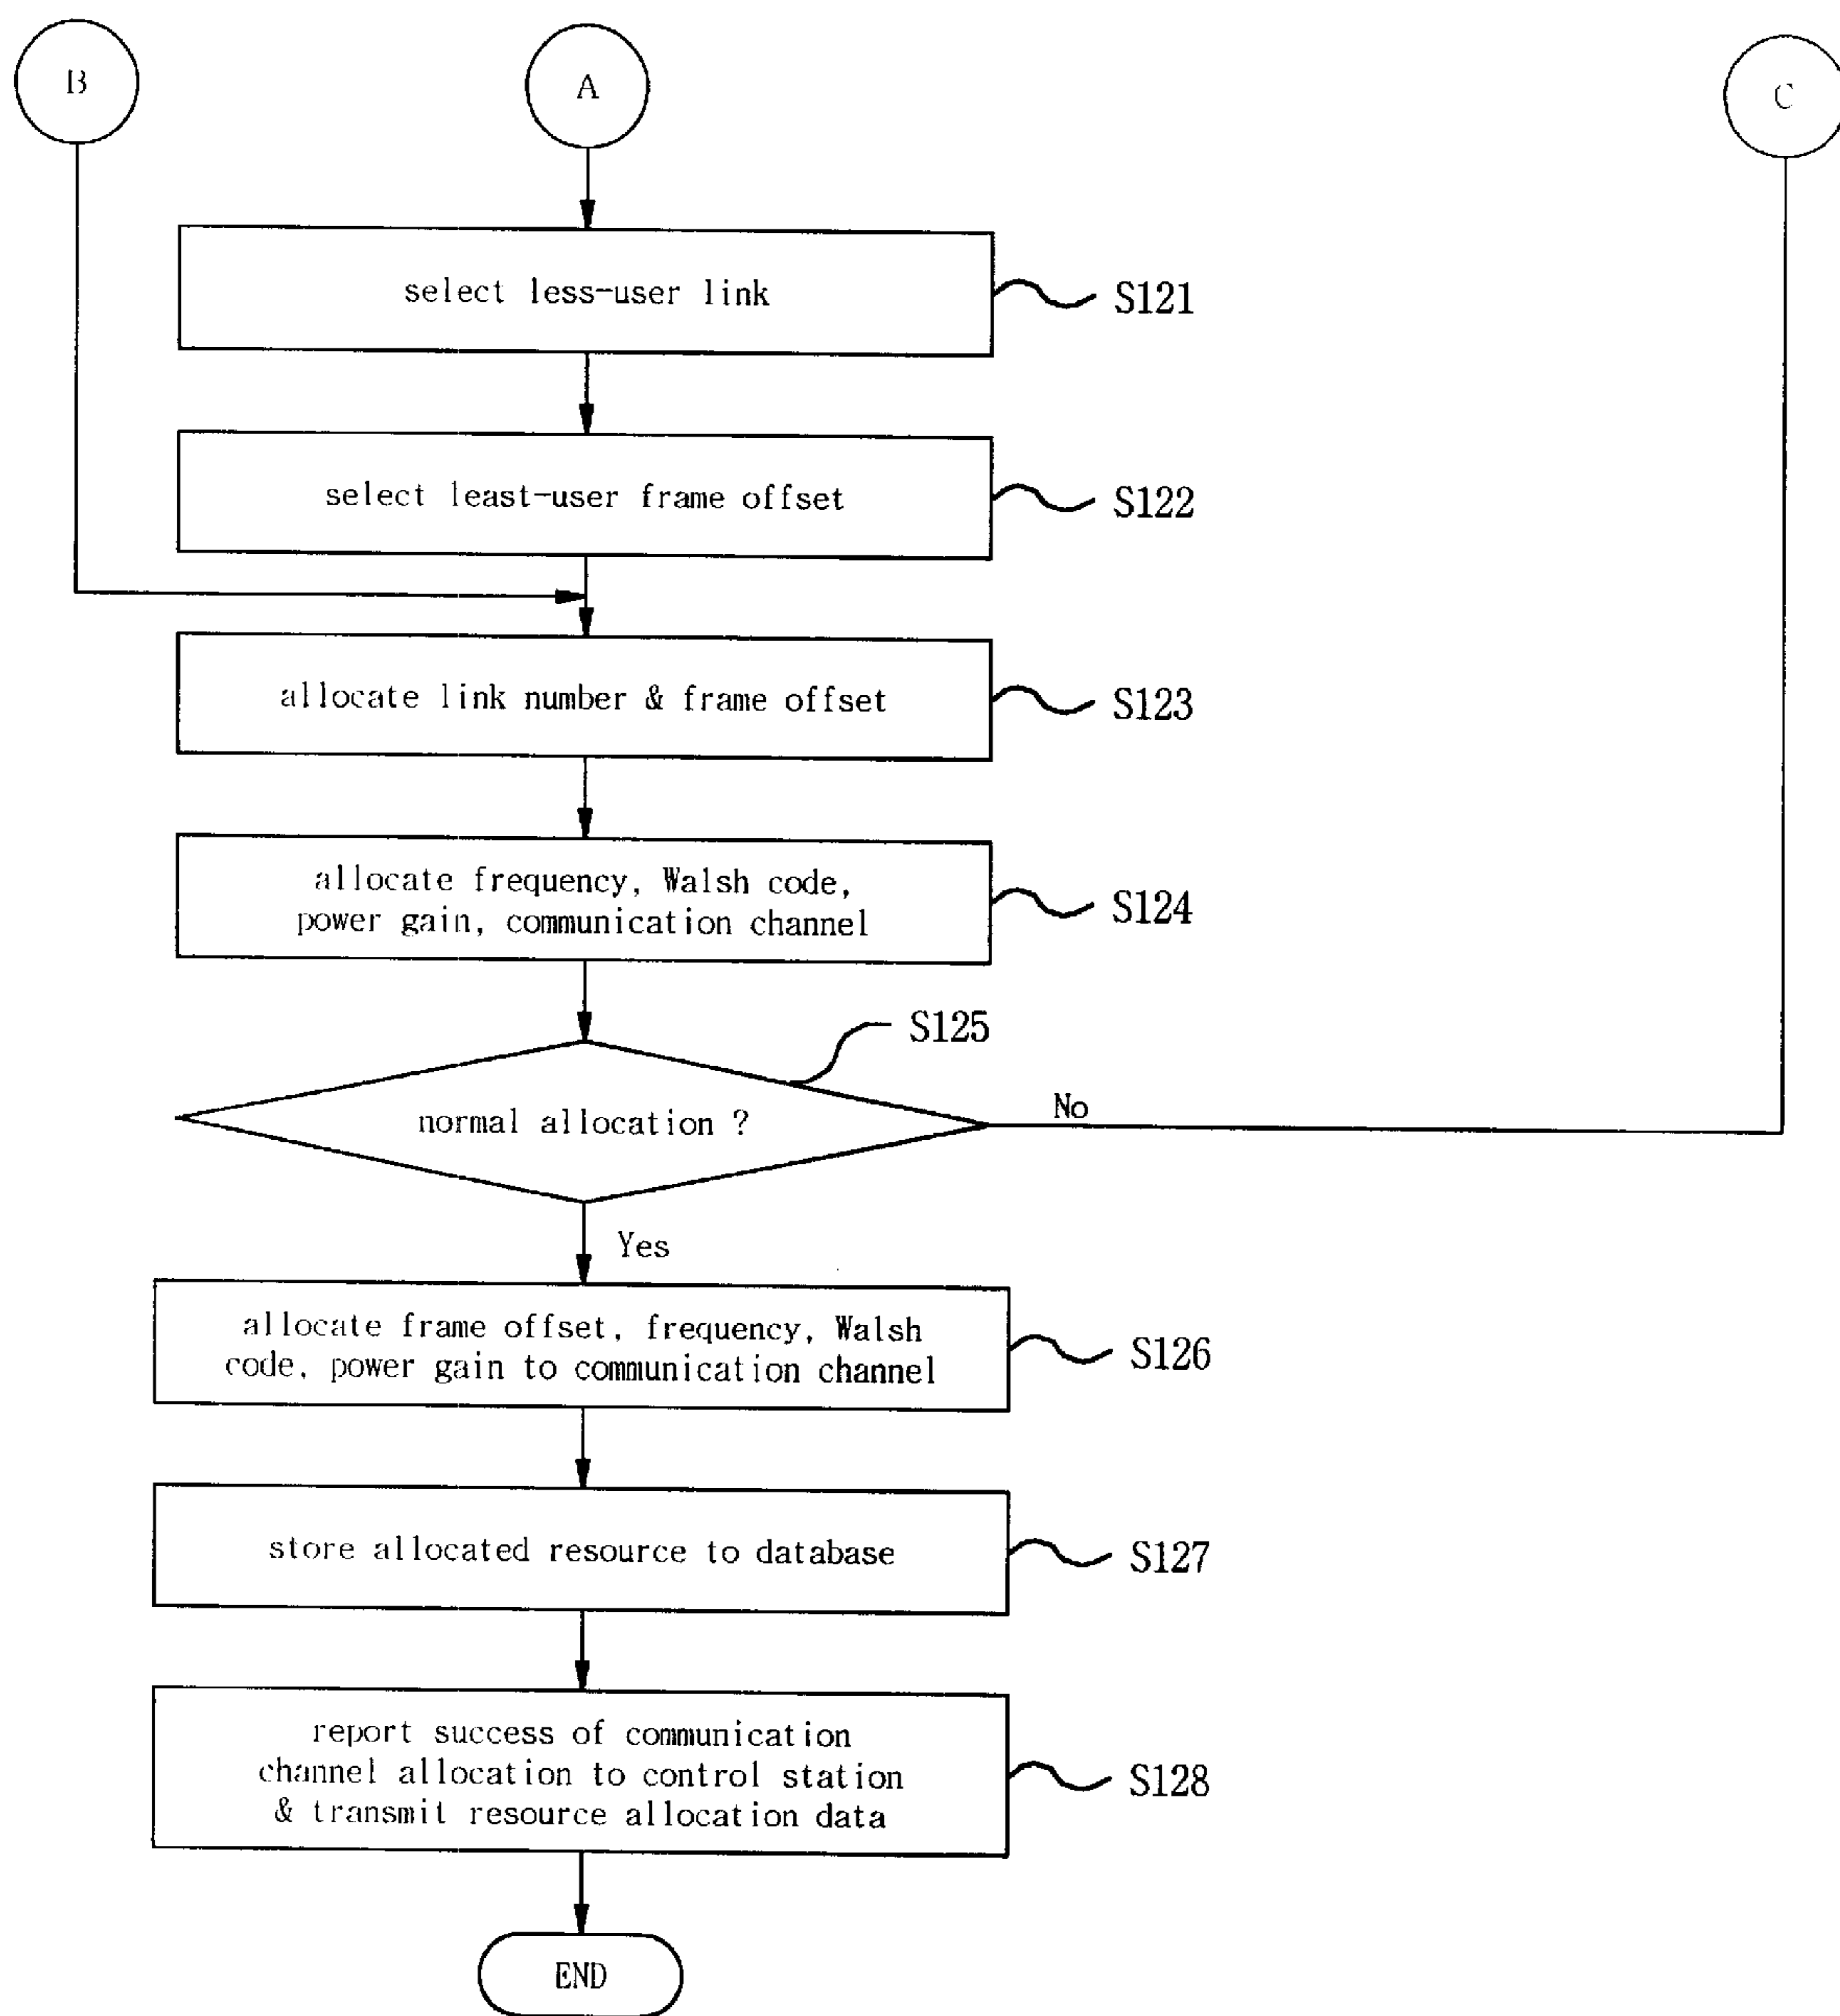 B
A
C
select less-user link
S121
select least-user frame offset
S122
allocate link number & frame offset
S123
allocate frequency, Walsh code,
power gain, communication channel
S124
S125
normal allocation ?
No
Yes
allocate frame offset, frequency, Walsh
code, power gain to communication channel
S126
store allocated resource to database
S127
report success of communication
channel allocation to control station
& transmit resource allocation data
S128
END